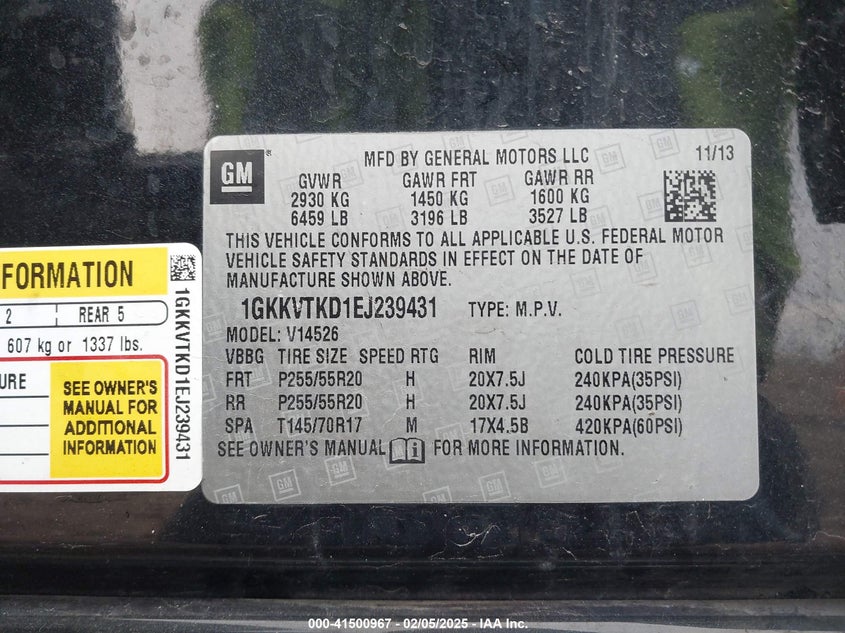 GM
MFD BY GENERAL MOTORS LLC
11/13
GVWR GAWR FRT GAWR RR
2930 KG 1450 KG 1600 KG
6459 LB 3196 LB 3527 LB
THIS VEHICLE CONFORMS TO ALL APPLICABLE U.S. FEDERAL MOTOR
VEHICLE SAFETY STANDARDS IN EFFECT ON THE DATE OF
MANUFACTURE SHOWN ABOVE.
1GKKVTKD1EJ239431 TYPE: M.P.V.
MODEL: V14526
VBBG TIRE SIZE SPEED RTG RIM COLD TIRE PRESSURE
FRT P255/55R20 H 20X7.5J 240KPA(35PSI)
RR P255/55R20 H 20X7.5J 240KPA(35PSI)
SPA T145/70R17 M 17X4.5B 420KPA(60PSI)
SEE OWNER'S MANUAL FOR MORE INFORMATION.
FORMATION
2 REAR 5
607 kg or 1337 lbs.
URE
SEE OWNER'S
MANUAL FOR
ADDITIONAL
INFORMATION
1GKKVTKD1EJ239431
000-41500967 - 02/05/2025 - IAA Inc.